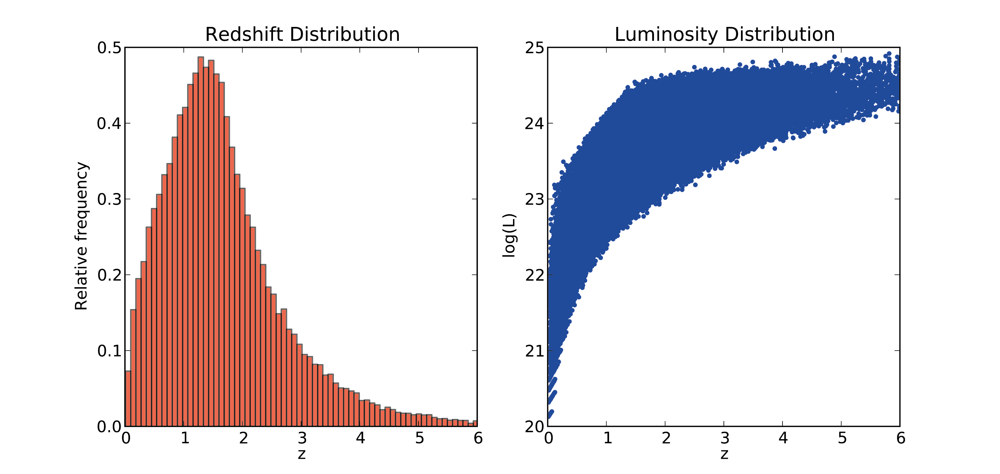 Redshift Distribution
0.5
0.4
0.3
0.2
0.1
0.0
Relative frequency
0 1 2 3 4 5 6
z
Luminosity Distribution
25
24
23
22
21
20
log(L)
0 1 2 3 4 5 6
z